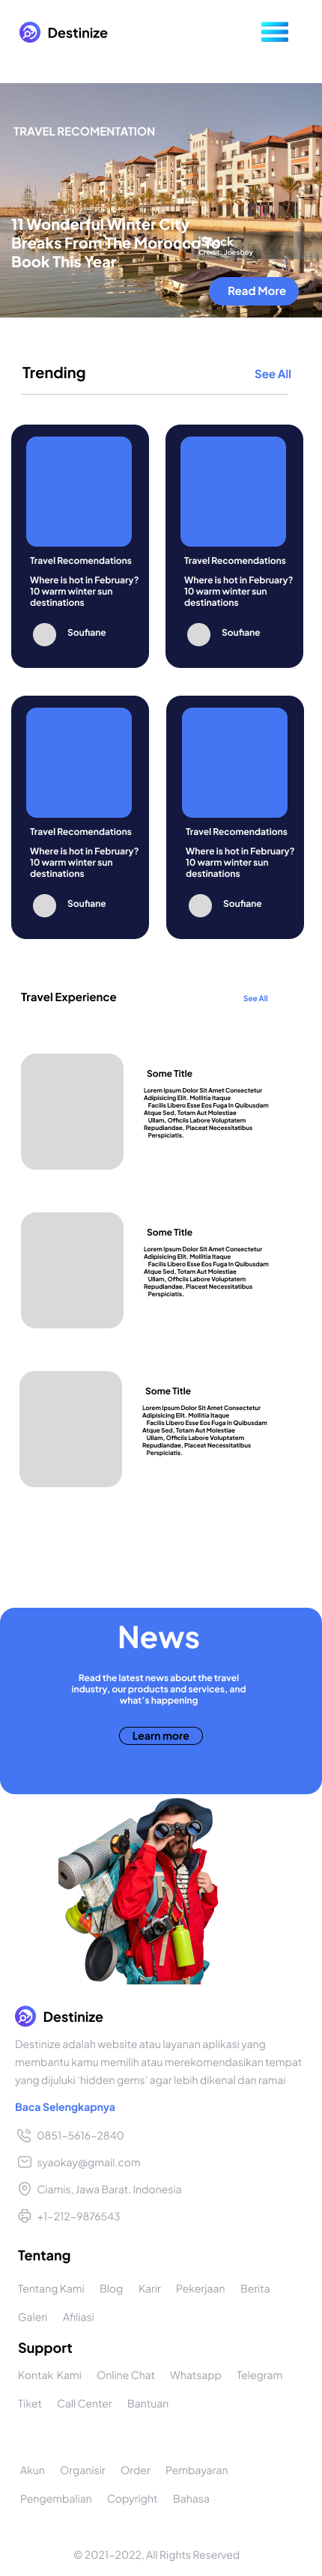 Destinize
TRAVEL RECOMENTATION
11 Wonderful Winter City
Breaks From The Morocco To
Book This Year
iStock
Credit: Joesboy
Read More
Trending
See All
Travel Recomendations
Where is hot in February?
10 warm winter sun
destinations
Soufiane
Travel Recomendations
Where is hot in February?
10 warm winter sun
destinations
Soufiane
Travel Recomendations
Where is hot in February?
10 warm winter sun
destinations
Soufiane
Travel Recomendations
Where is hot in February?
10 warm winter sun
destinations
Soufiane
Travel Experience
See All
Some Title
Lorem Ipsum Dolor Sit Amet Consectetur
Adipisicing Elit. Mollitia Itaque
Facilis Libero Esse Eos Fuga In Quibusdam
Atque Sed, Totam Aut Molestiae
Ullam, Officiis Labore Voluptatem
Repudiandae, Placeat Necessitatibus
Perspiciatis.
Some Title
Lorem Ipsum Dolor Sit Amet Consectetur
Adipisicing Elit. Mollitia Itaque
Facilis Libero Esse Eos Fuga In Quibusdam
Atque Sed, Totam Aut Molestiae
Ullam, Officiis Labore Voluptatem
Repudiandae, Placeat Necessitatibus
Perspiciatis.
Some Title
Lorem Ipsum Dolor Sit Amet Consectetur
Adipisicing Elit. Mollitia Itaque
Facilis Libero Esse Eos Fuga In Quibusdam
Atque Sed, Totam Aut Molestiae
Ullam, Officiis Labore Voluptatem
Repudiandae, Placeat Necessitatibus
Perspiciatis.
News
Read the latest news about the travel
industry, our products and services, and
what's happening
Learn more
Destinize
Destinize adalah website atau layanan aplikasi yang
membantu kamu memilih atau merekomendasikan tempat
yang dijuluki 'hidden gems' agar lebih dikenal dan ramai
Baca Selengkapnya
0851-5616-2840
syaokay@gmail.com
Ciamis, Jawa Barat. Indonesia
+1-212-9876543
Tentang
Tentang Kami Blog Karir Pekerjaan Berita
Galeri Afiliasi
Support
Kontak Kami Online Chat Whatsapp Telegram
Tiket Call Center Bantuan
Akun Organisir Order Pembayaran
Pengembalian Copyright Bahasa
© 2021-2022, All Rights Reserved